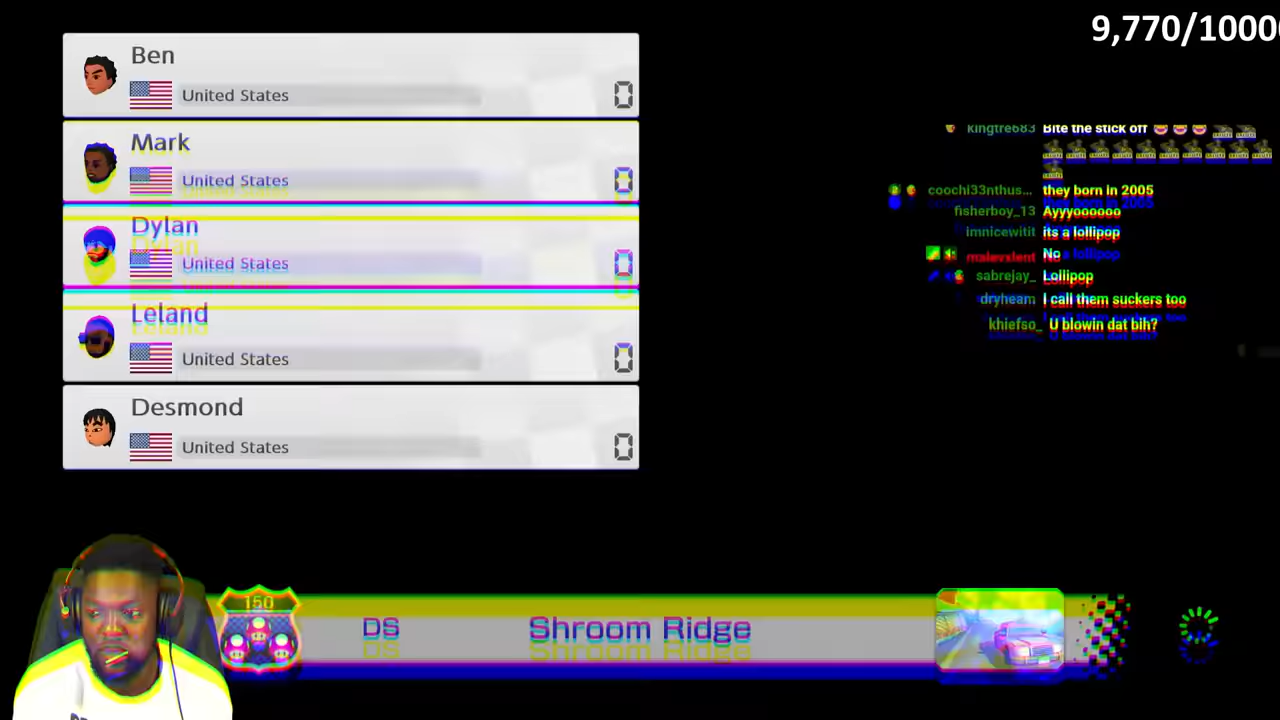 9,770/1000
Ben
United States
0
Mark
United States
0
Dylan
United States
0
Leland
United States
0
Desmond
United States
0
kingtre683 Bite the stick off
coochi33nthus... they born in 2005
fisherboy_13 Ayyyoooooo
imnicewitit its a lollipop
No
sabrejay_ Lollipop
dryheam I call them suckers too
khiefso_ U blowin dat bih?
150
DS
Shroom Ridge